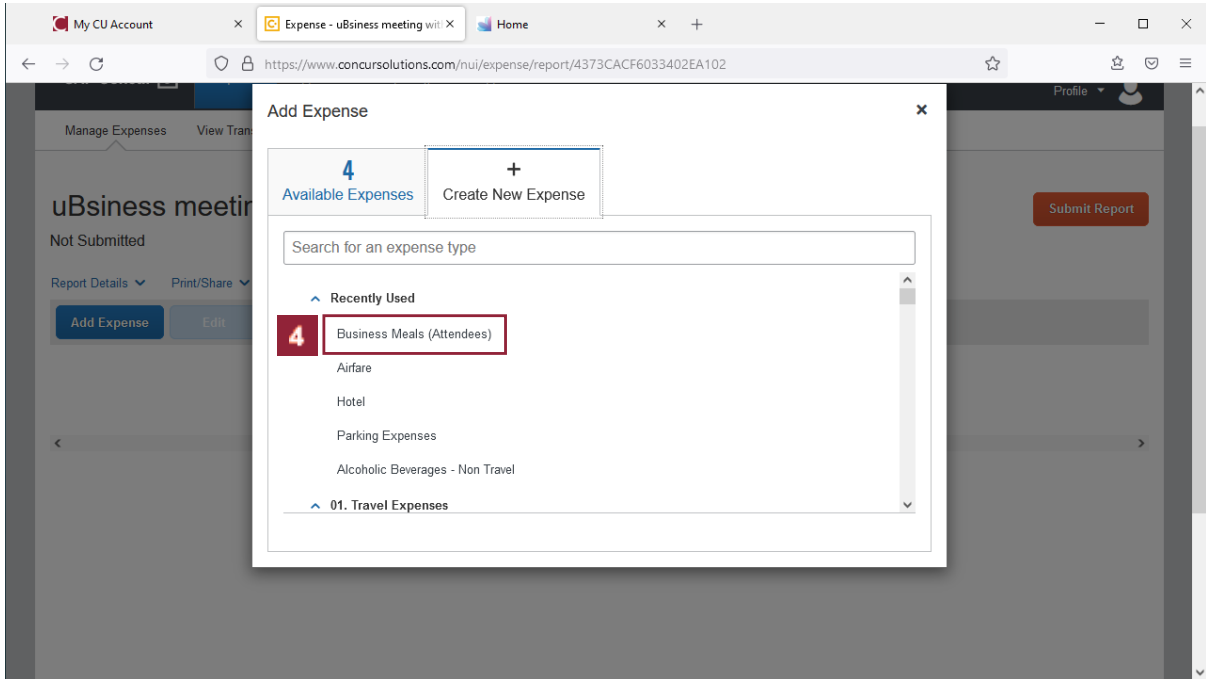 My CU Account
Expense - uBsiness meeting wit
Home
https://www.concursolutions.com/nui/expense/report/4373CACF6033402EA102
Profile
Manage Expenses View Tran
uBsiness meetin
Not Submitted
Report Details Print/Share
Add Expense Edit
Submit Report
Add Expense
4
Available Expenses
+
Create New Expense
Search for an expense type
Recently Used
4 Business Meals (Attendees)
Airfare
Hotel
Parking Expenses
Alcoholic Beverages - Non Travel
01. Travel Expenses